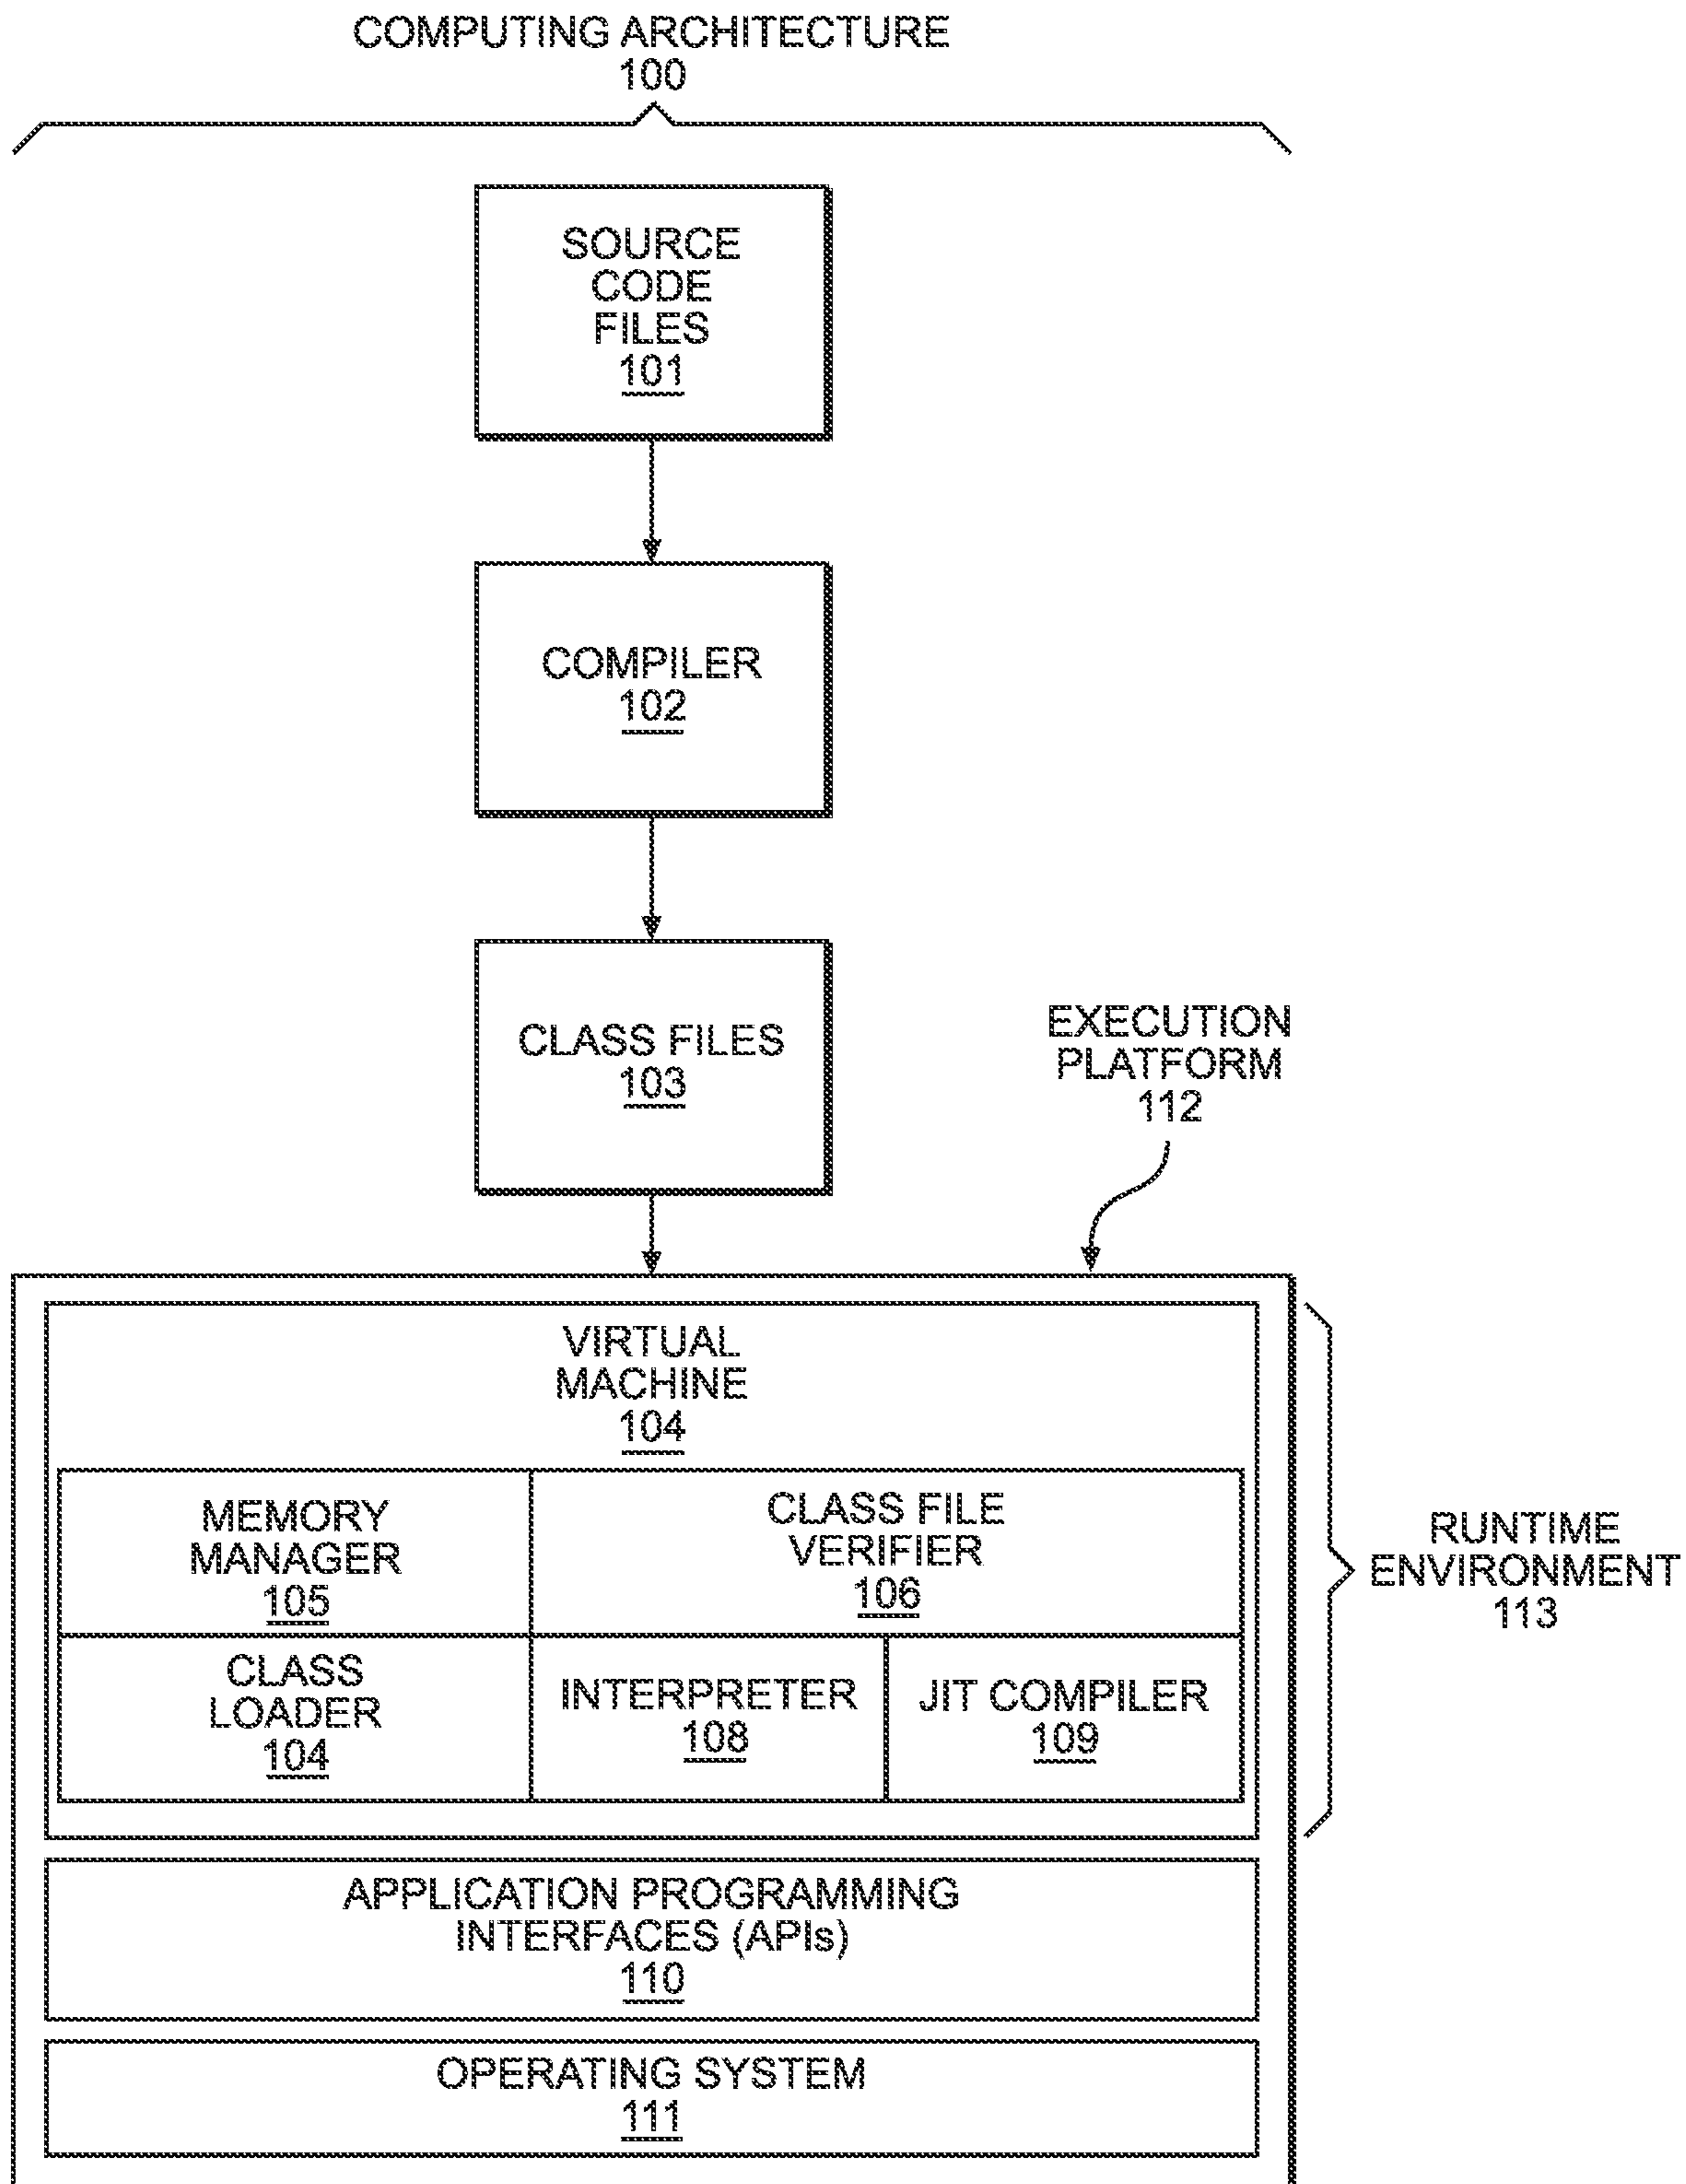 COMPUTING ARCHITECTURE
100
SOURCE
CODE
FILES
101
COMPILER
102
CLASS FILES
103
EXECUTION
PLATFORM
112
VIRTUAL
MACHINE
104
MEMORY
MANAGER
105
CLASS FILE
VERIFIER
106
CLASS
LOADER
104
INTERPRETER
108
JIT COMPILER
109
RUNTIME
ENVIRONMENT
113
APPLICATION PROGRAMMING
INTERFACES (APIs)
110
OPERATING SYSTEM
111